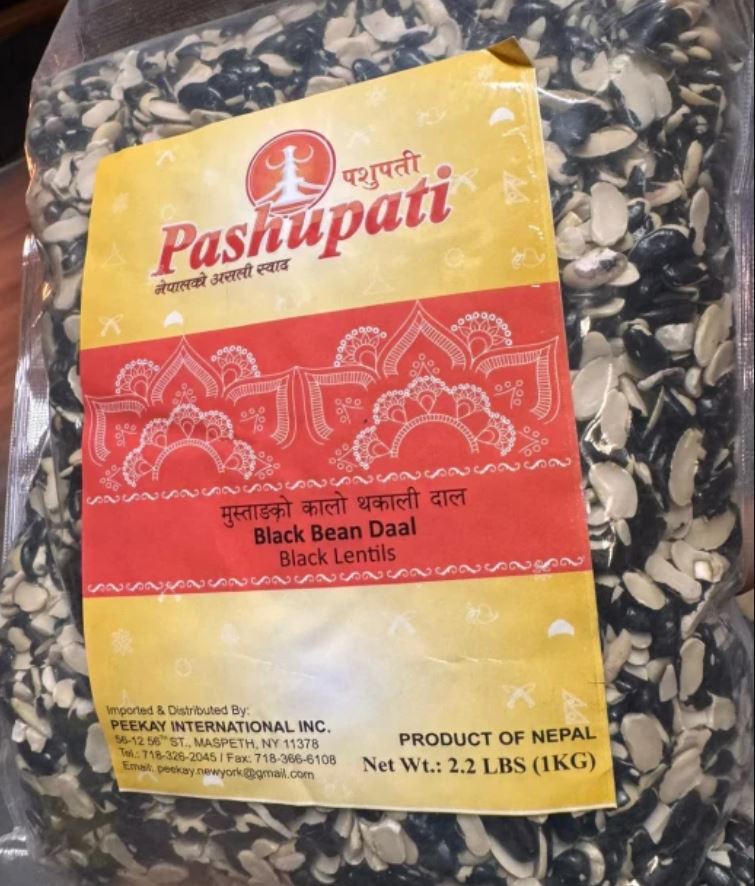 पशुपती
Pashupati
नेपालको असली स्वाद
मुस्ताङको कालो थकाली दाल
Black Bean Daal
Black Lentils
Imported & Distributed By:
PEEKAY INTERNATIONAL INC.
56-12 56TH ST., MASPETH, NY 11378
Tel.: 718-326-2045 / Fax: 718-366-6108
Email: peekay.newyork@gmail.com
PRODUCT OF NEPAL
Net Wt.: 2.2 LBS (1KG)